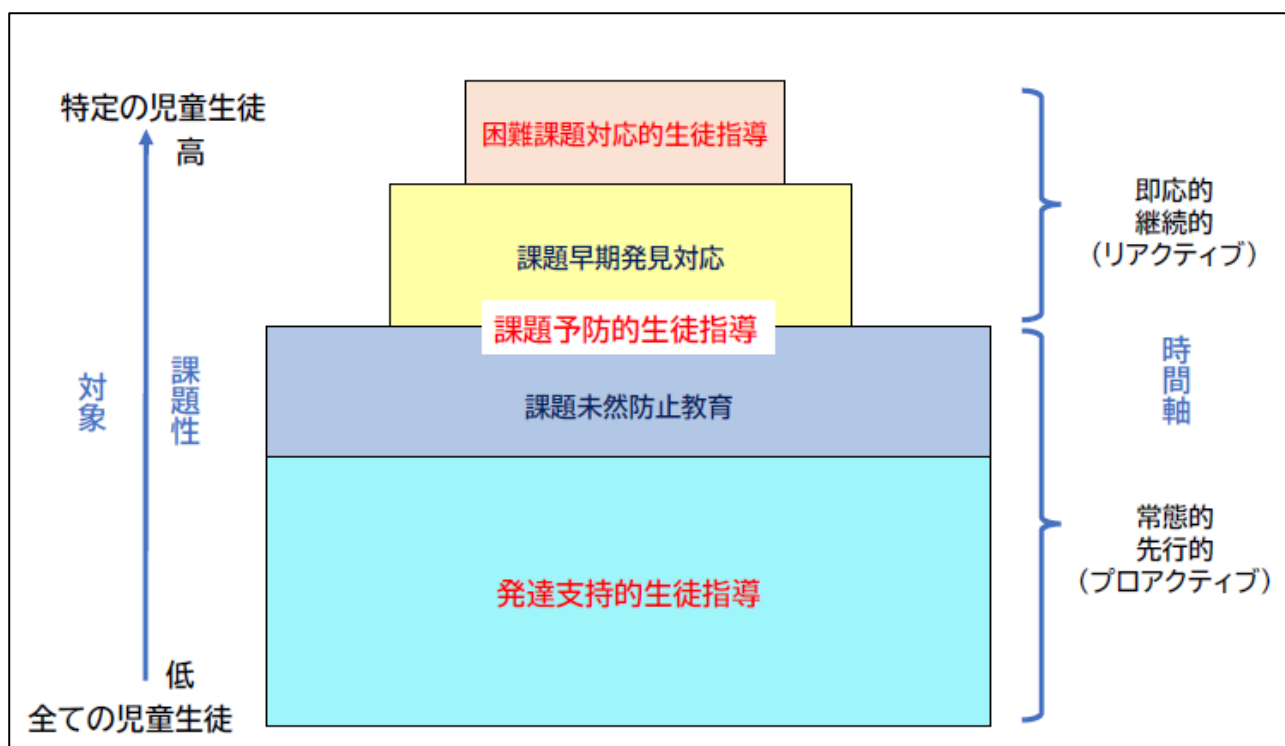 特定の児童生徒
高
対象
課題性
低
全ての児童生徒
困難課題対応的生徒指導
課題早期発見対応
課題予防的生徒指導
課題未然防止教育
発達支持的生徒指導
即応的
継続的
(リアクティブ)
時間軸
常態的
先行的
(プロアクティブ)